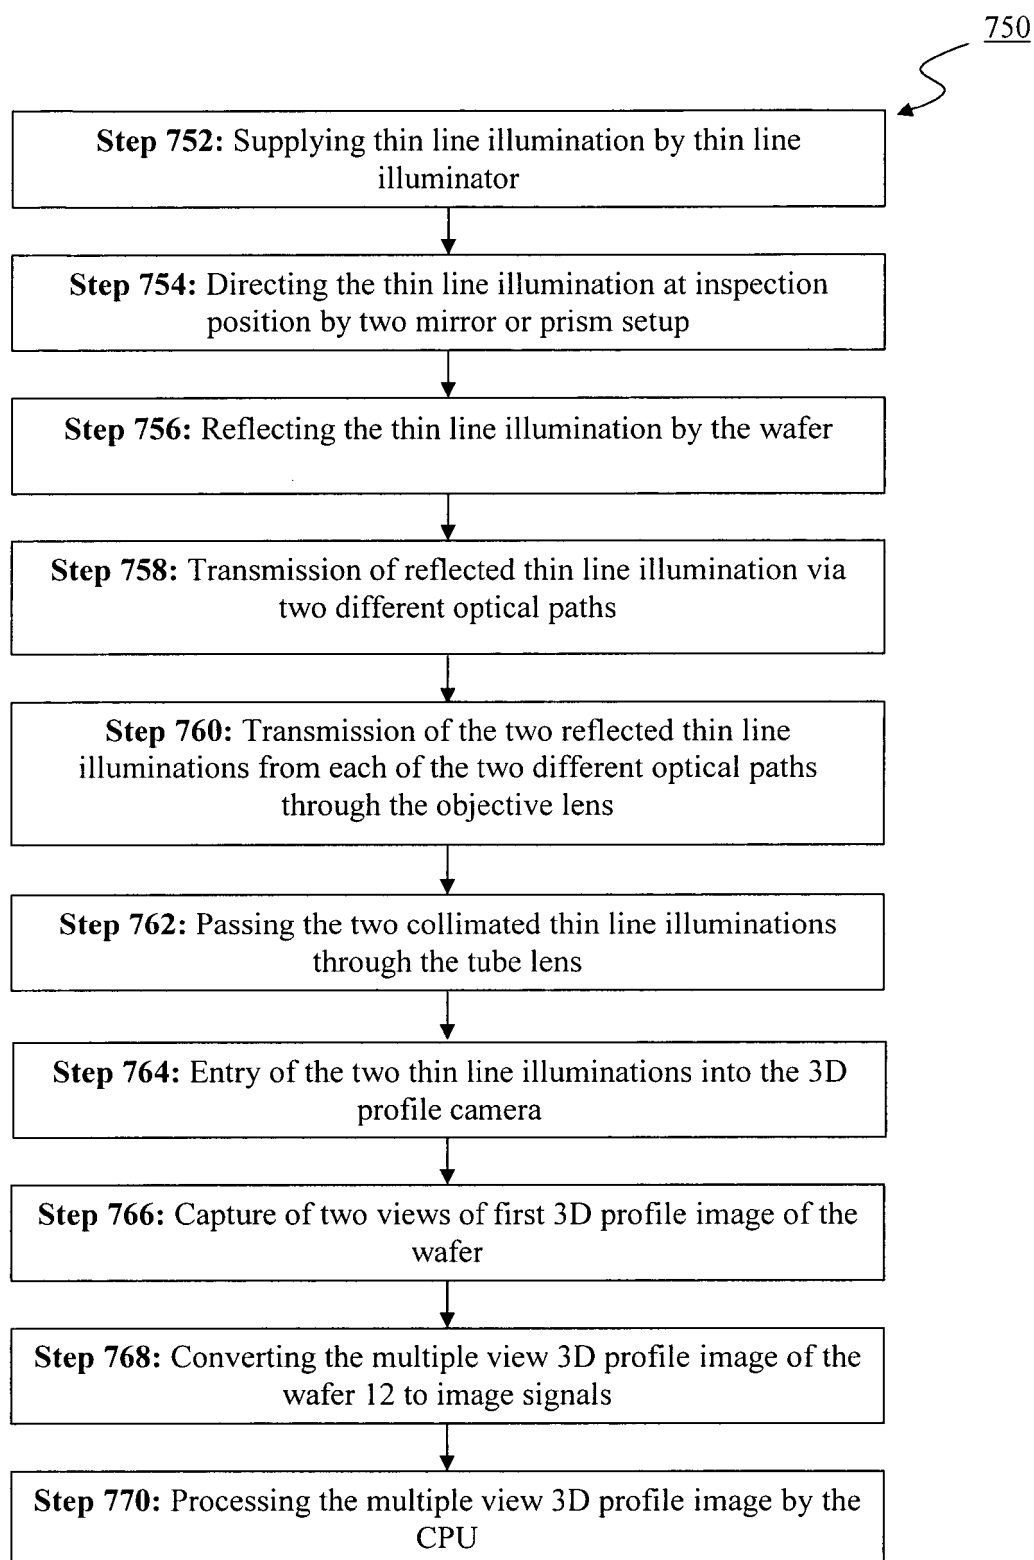 750
Step 752: Supplying thin line illumination by thin line
illuminator
Step 754: Directing the thin line illumination at inspection
position by two mirror or prism setup
Step 756: Reflecting the thin line illumination by the wafer
Step 758: Transmission of reflected thin line illumination via
two different optical paths
Step 760: Transmission of the two reflected thin line
illuminations from each of the two different optical paths
through the objective lens
Step 762: Passing the two collimated thin line illuminations
through the tube lens
Step 764: Entry of the two thin line illuminations into the 3D
profile camera
Step 766: Capture of two views of first 3D profile image of the
wafer
Step 768: Converting the multiple view 3D profile image of the
wafer 12 to image signals
Step 770: Processing the multiple view 3D profile image by the
CPU